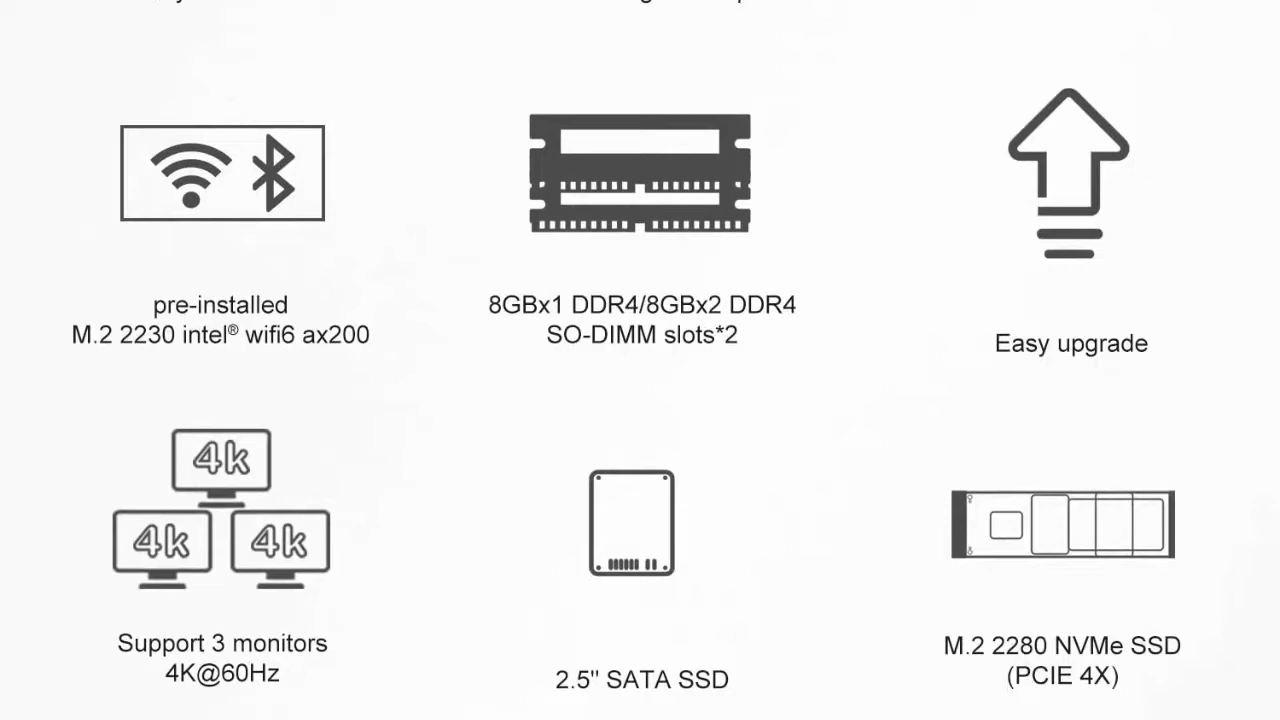 pre-installed
M.2 2230 intel® wifi6 ax200
8GBx1 DDR4/8GBx2 DDR4
SO-DIMM slots*2
Easy upgrade
4k
4k
4k
Support 3 monitors
4K@60Hz
2.5" SATA SSD
M.2 2280 NVMe SSD
(PCIE 4X)